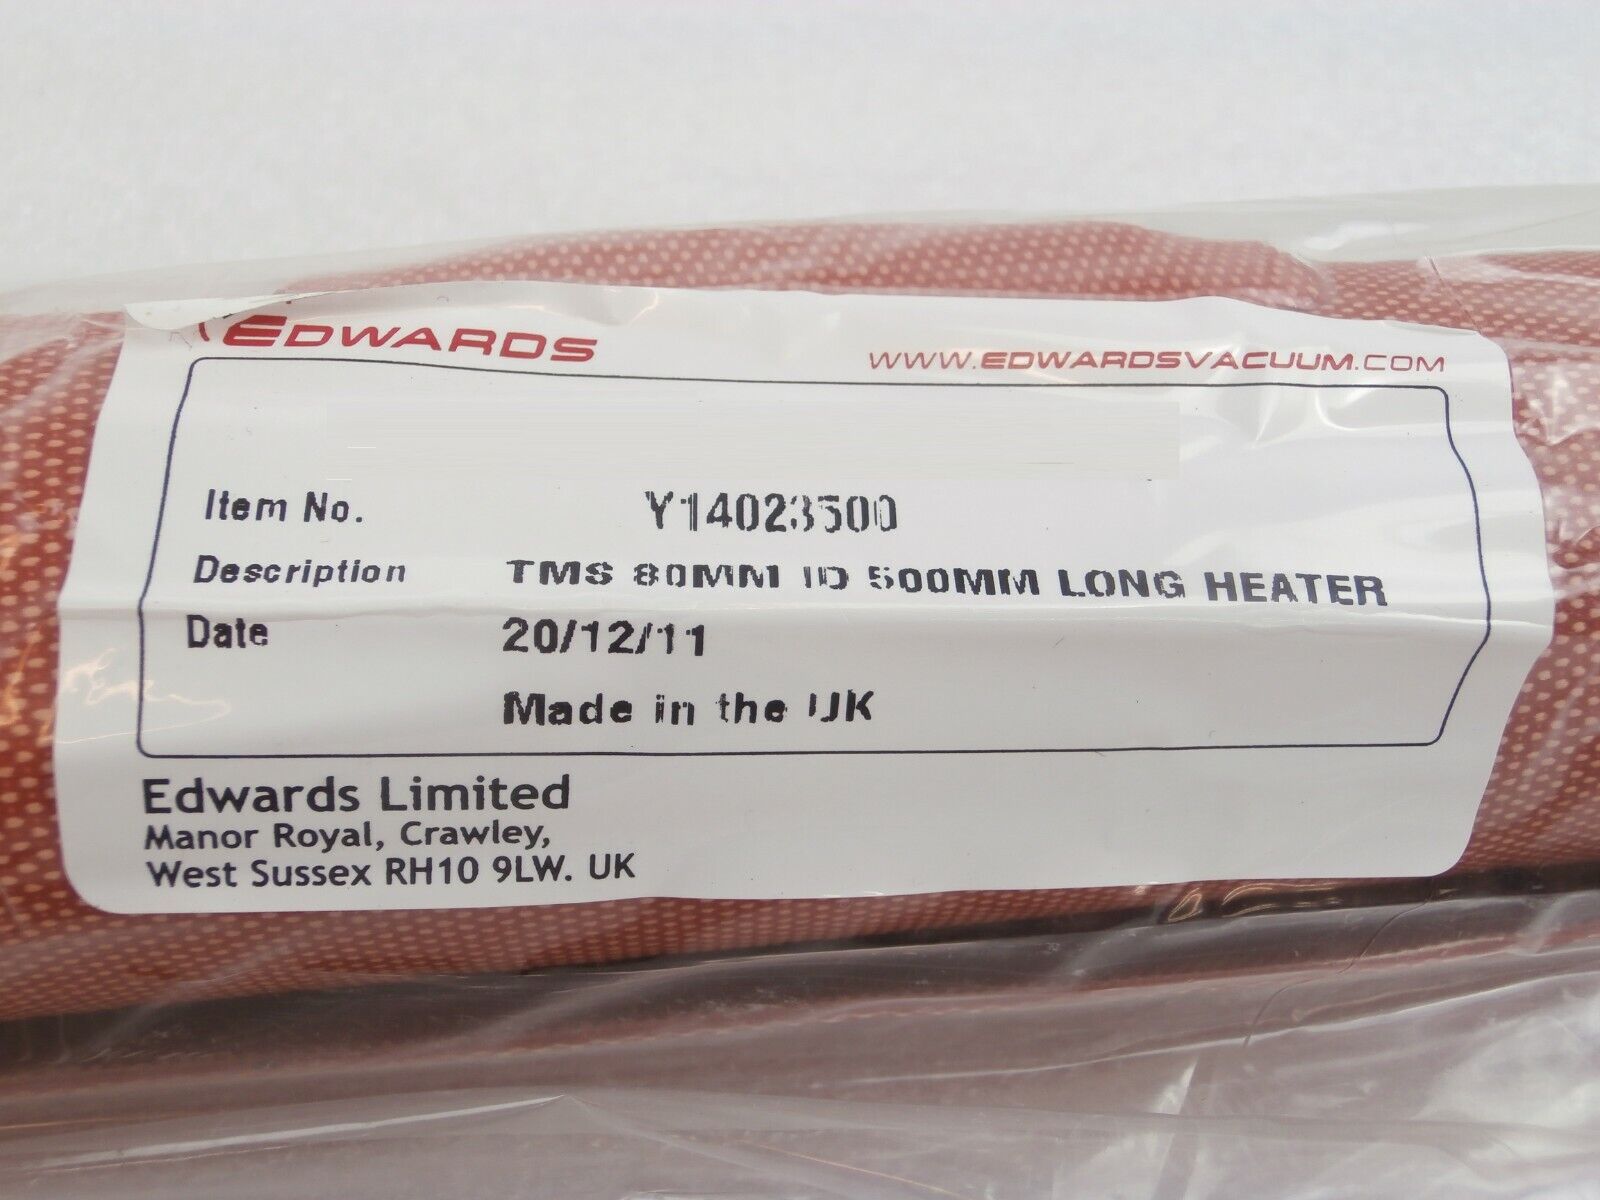 EDWARDS
WWW.EDWARDSVACUUM.COM
Item No. Y14023500
Description TMS 80MM ID 500MM LONG HEATER
Date 20/12/11
Made in the UK
Edwards Limited
Manor Royal, Crawley,
West Sussex RH10 9LW. UK